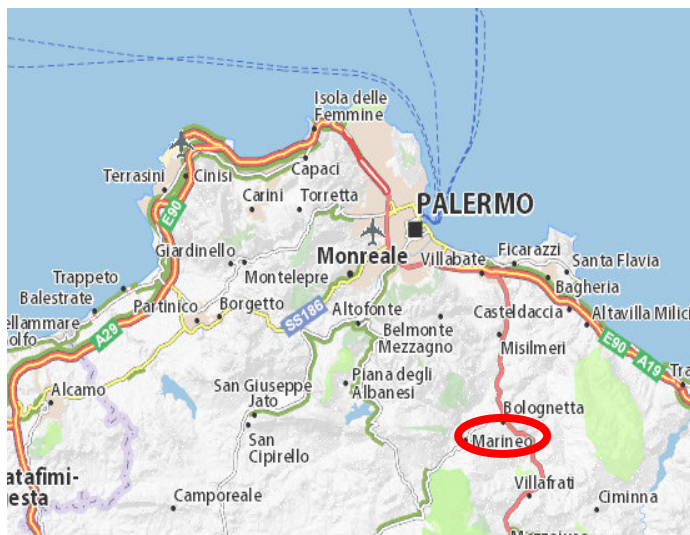 Isola delle
Femmine
Terrasini
Cinisi
Capaci
Carini
Torretta
PALERMO
E90
Giardinello
Monreale
Villabate
Ficarazzi
Santa Flavia
Montelepre
Bagheria
Trappeto
Balestrate
Partinico
Borgetto
SS186
Altofonte
Casteldaccia
Altavilla Milici
ellammare
olfo
A29
Belmonte
Mezzagno
Misilmeri
E90
A19
Tra
Alcamo
San Giuseppe
Jato
Piana degli
Albanesi
Bolognetta
San
Cipirello
Marineo
atafimi-
esta
Camporeale
Villafrati
Ciminna